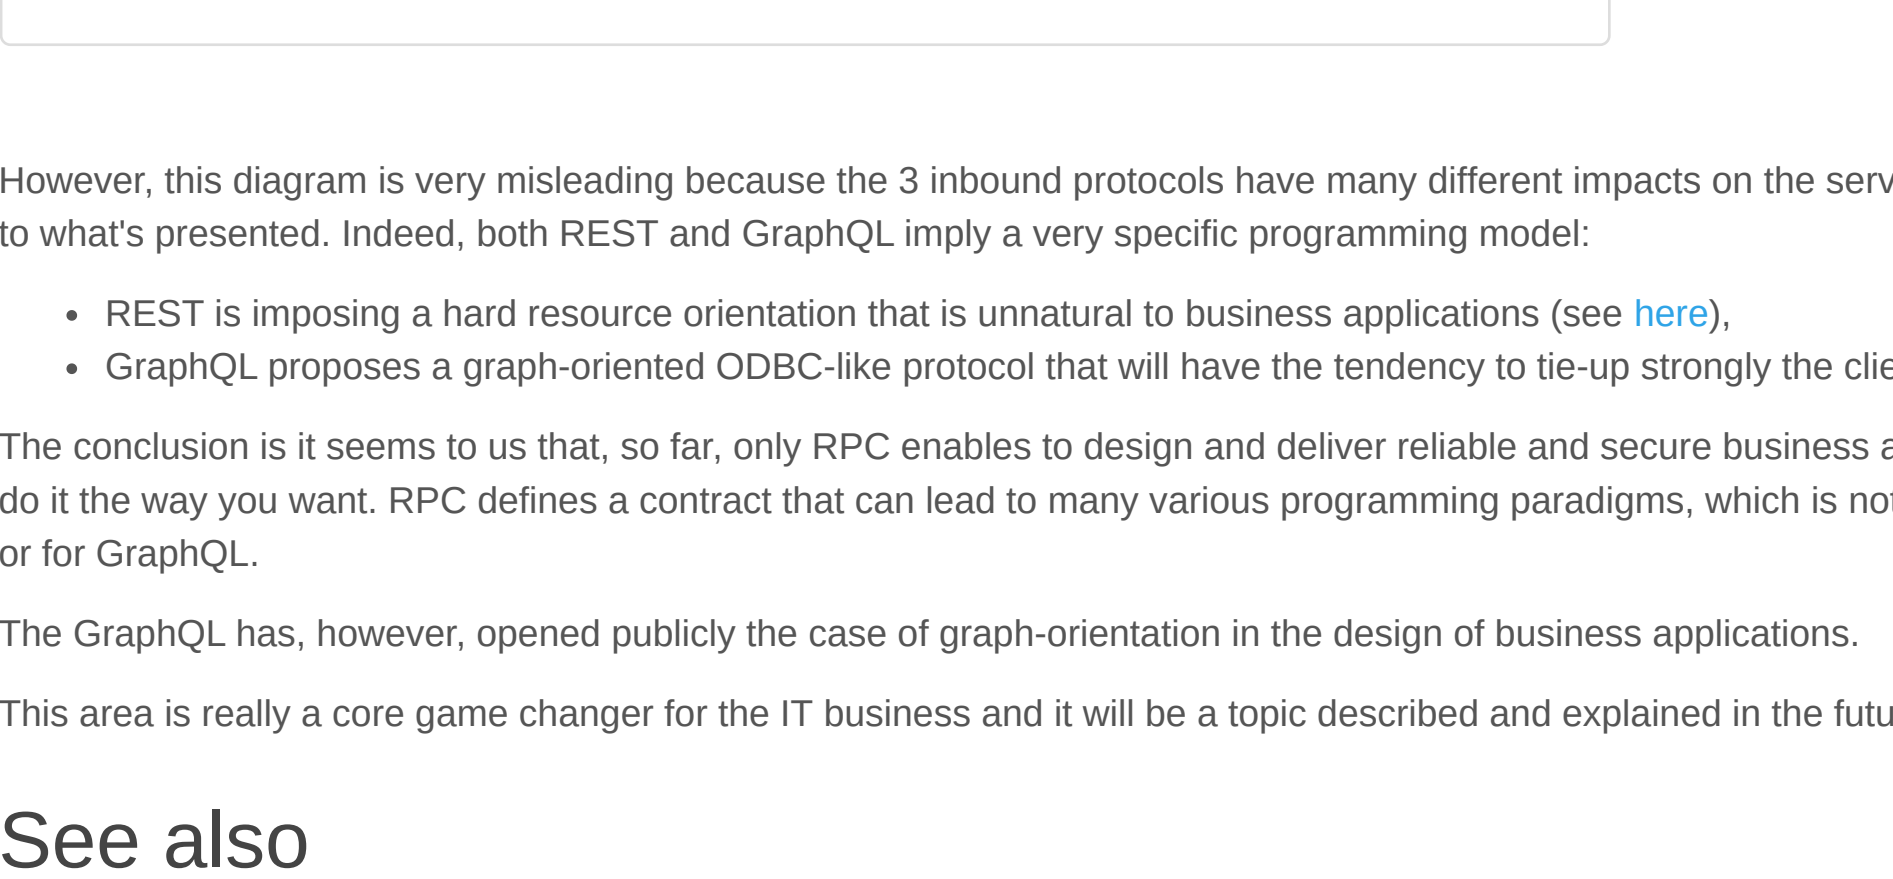 However, this diagram is very misleading because the 3 inbound protocols have many different impacts on the serv
to what's presented. Indeed, both REST and GraphQL imply a very specific programming model:
• REST is imposing a hard resource orientation that is unnatural to business applications (see here),
• GraphQL proposes a graph-oriented ODBC-like protocol that will have the tendency to tie-up strongly the clie
The conclusion is it seems to us that, so far, only RPC enables to design and deliver reliable and secure business a
do it the way you want. RPC defines a contract that can lead to many various programming paradigms, which is not
or for GraphQL.
The GraphQL has, however, opened publicly the case of graph-orientation in the design of business applications.
This area is really a core game changer for the IT business and it will be a topic described and explained in the futu
See also